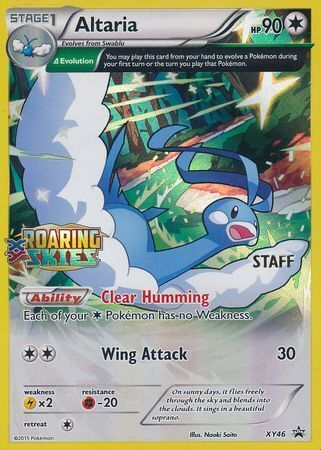 STAGE1 Altaria HP 90
Evolves from Swablu
Δ Evolution You may play this card from your hand to evolve a Pokémon during
your first turn or the turn you play that Pokémon.
XY ROARING
SKIES
STAFF
Ability Clear Humming
Each of your Pokémon has no Weakness.
Wing Attack 30
weakness resistance
×2 -20
retreat
On sunny days, it flies freely
through the sky and blends into
the clouds. It sings in a beautiful
soprano.
©2015 Pokémon Illus. Naoki Saito XY46 PROMO